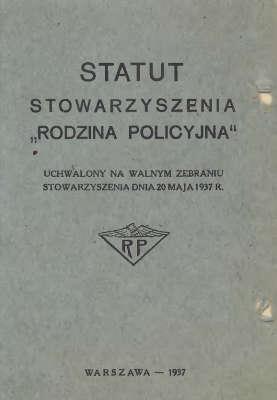 STATUT
STOWARZYSZENIA
„RODZINA POLICYJNA“
UCHWALONY NA WALNYM ZEBRANIU
STOWARZYSZENIA DNIA 20 MAJA 1937 R.
RP
WARSZAWA — 1937